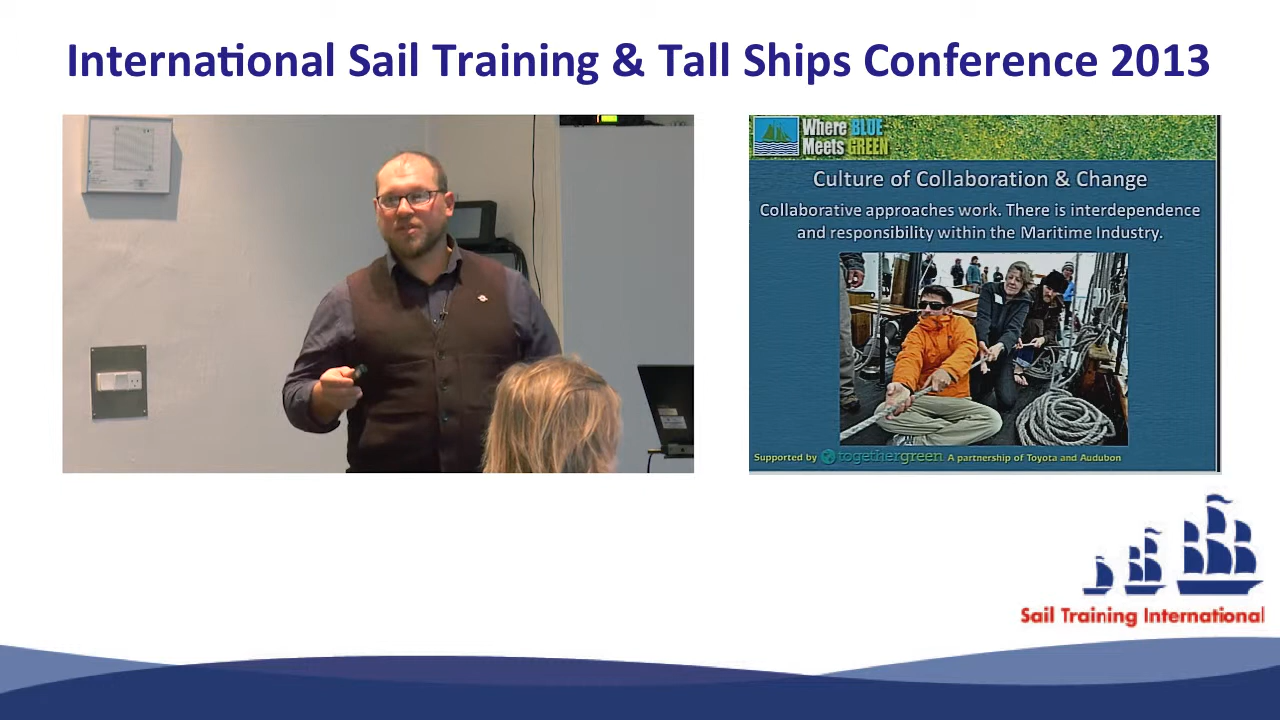 International Sail Training & Tall Ships Conference 2013
Where BLUE
Meets GREEN
Culture of Collaboration & Change
Collaborative approaches work. There is interdependence
and responsibility within the Maritime Industry.
Supported by togethergreen A partnership of Toyota and Audubon
Sail Training International